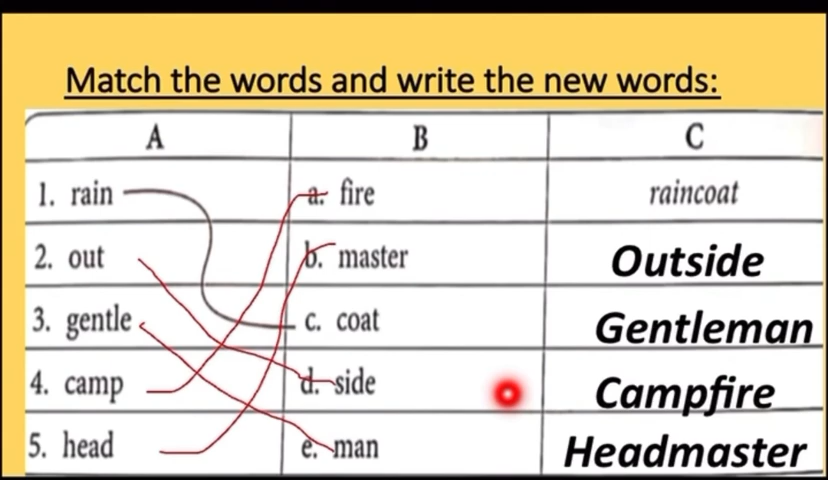 Match the words and write the new words:
A B C
1. rain a. fire raincoat
2. out b. master Outside
3. gentle c. coat Gentleman
4. camp d. side Campfire
5. head e. man Headmaster